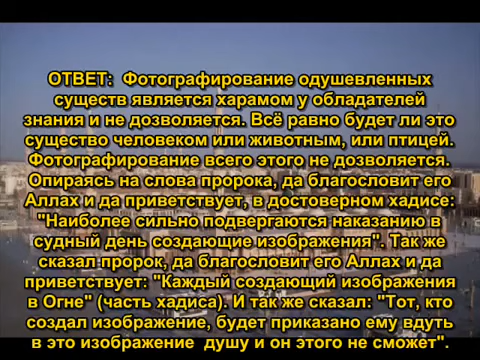 ОТВЕТ:  Фотографирование одушевленных
существ является харамом у обладателей
знания и не дозволяется. Всё равно будет ли это
существо человеком или животным, или птицей.
Фотографирование всего этого не дозволяется.
Опираясь на слова пророка, да благословит его
Аллах и да приветствует, в достоверном хадисе:
"Наиболее сильно подвергаются наказанию в
судный день создающие изображения". Так же
сказал пророк, да благословит его Аллах и да
приветствует: "Каждый создающий изображения
в Огне" (часть хадиса). И так же сказал: "Тот, кто
создал изображение, будет приказано ему вдуть
в это изображение  душу и он этого не сможет".